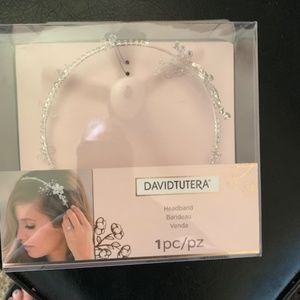 DAVIDTUTERA
Headband
Bandeau
Venda
1pc/pz